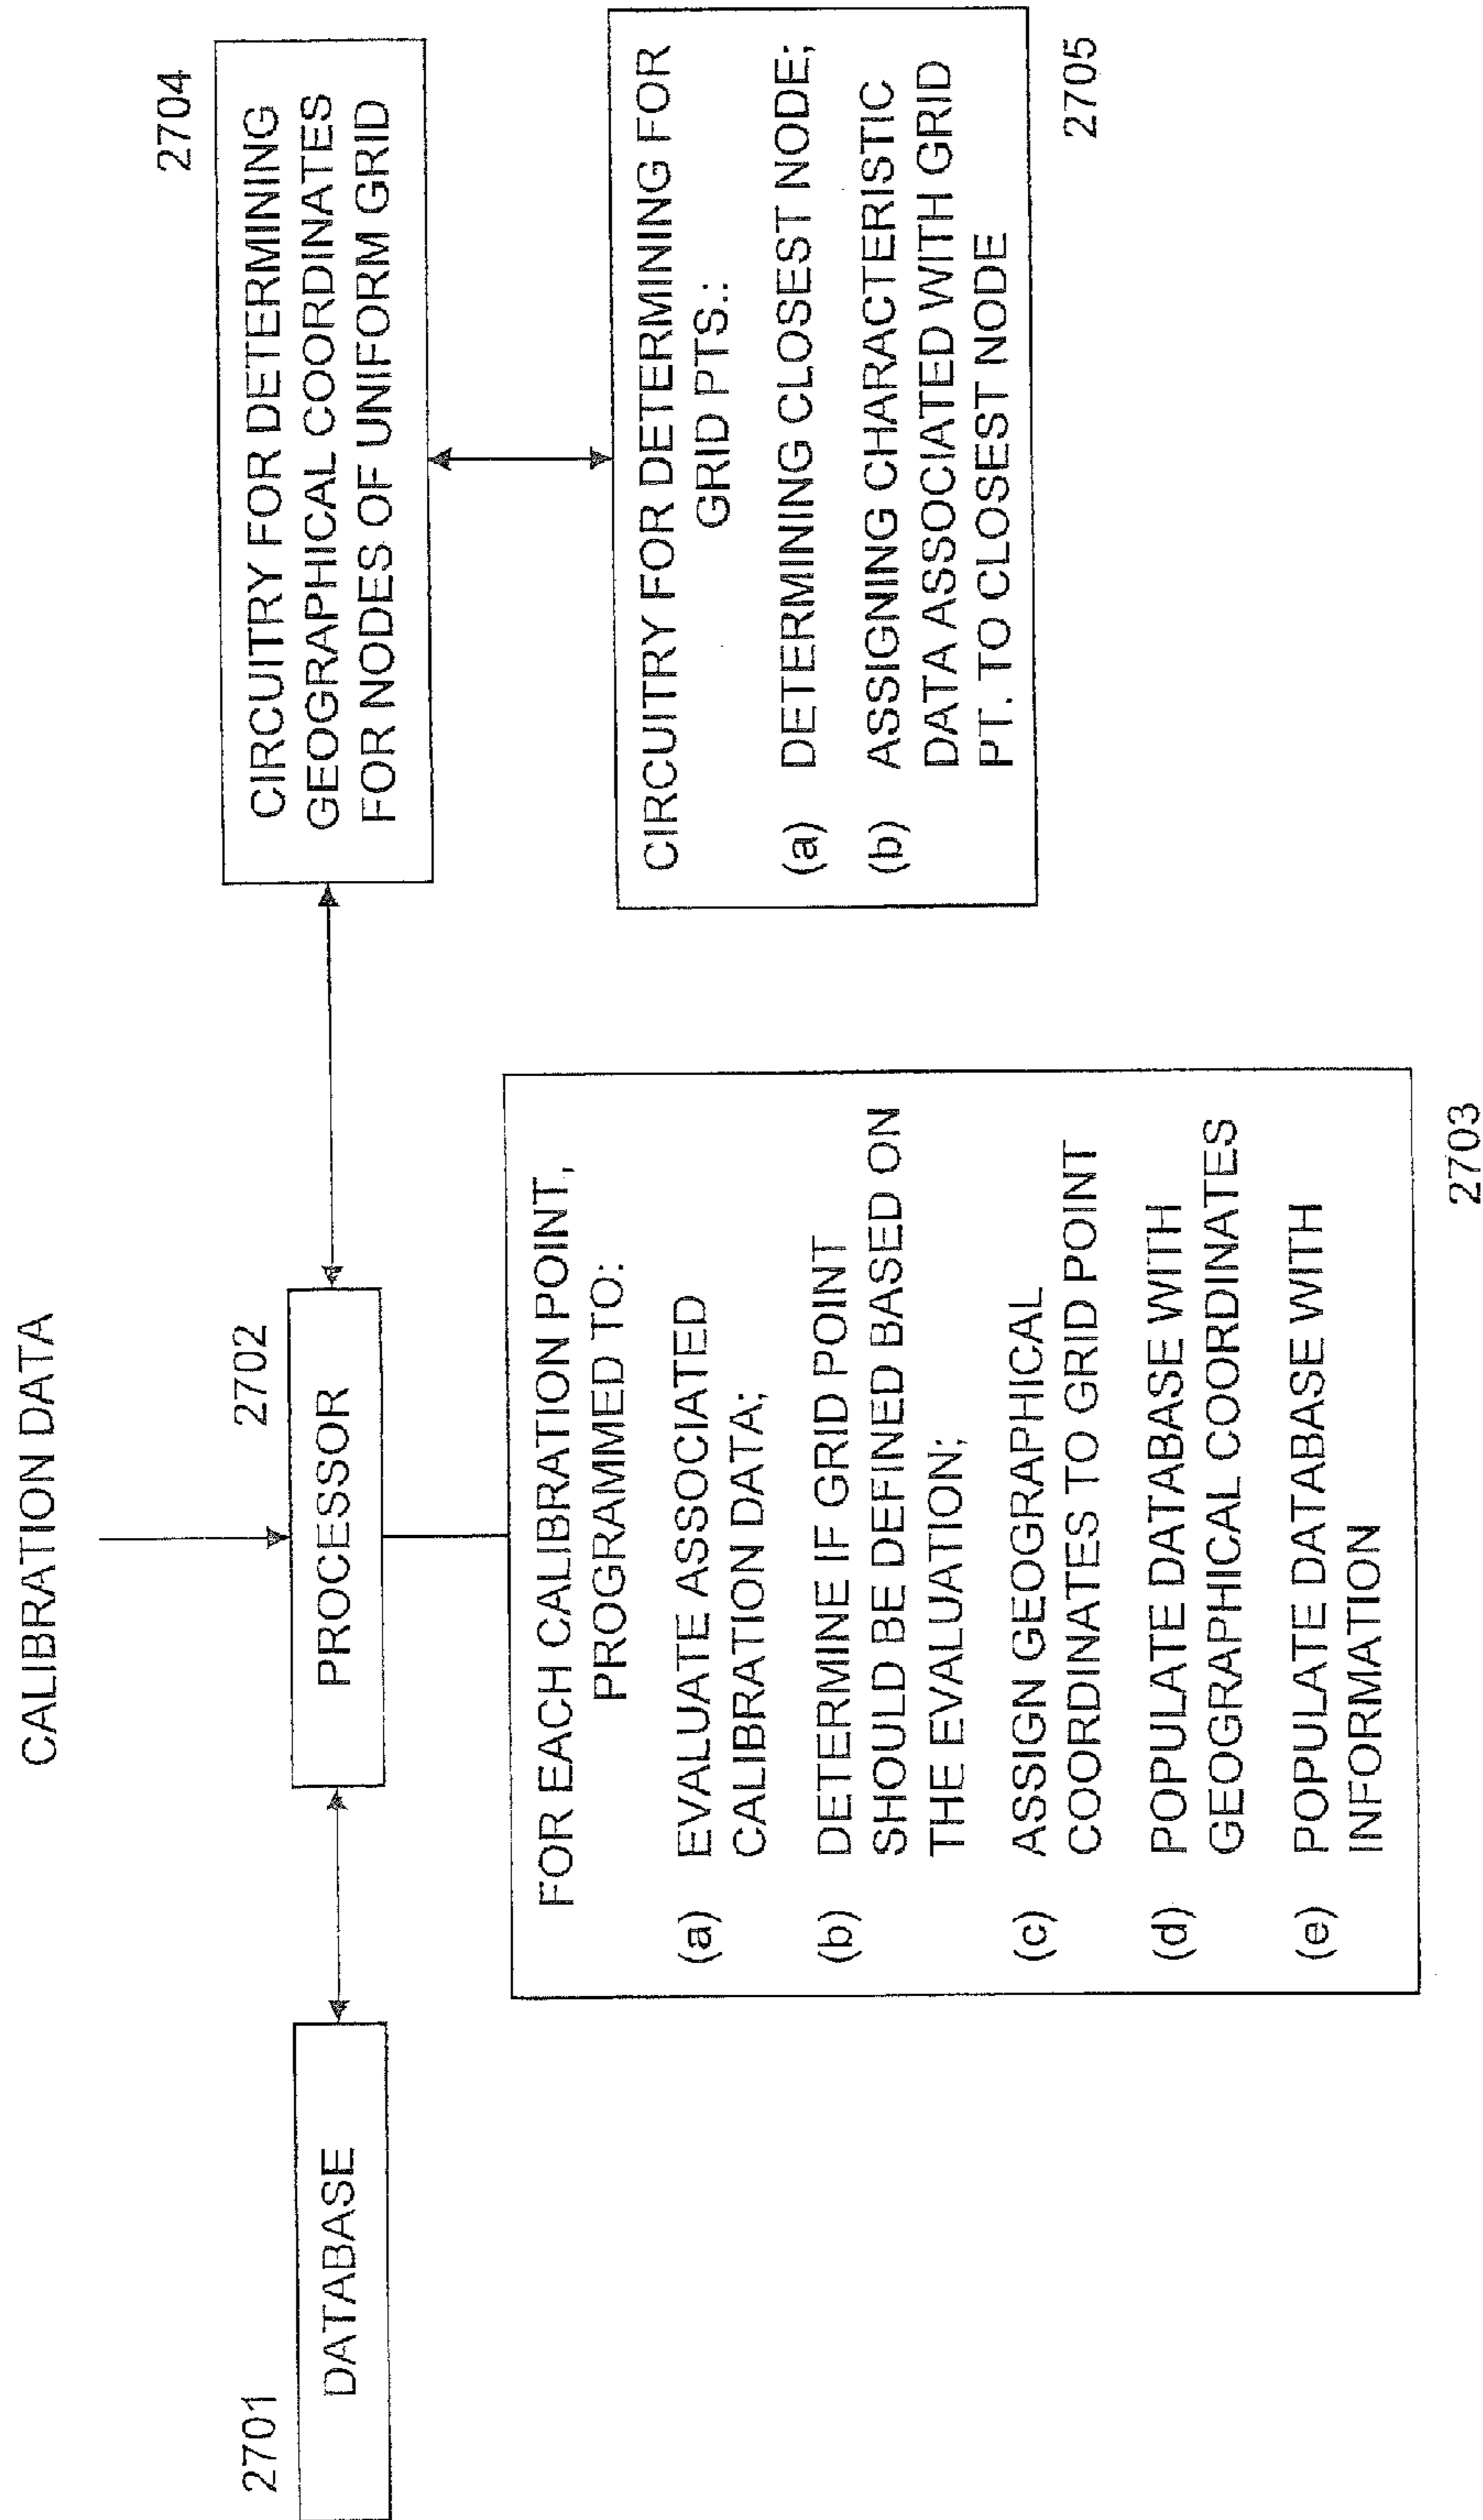 CALIBRATION DATA
2701
DATABASE
2702
PROCESSOR
2704
CIRCUITRY FOR DETERMINING
GEOGRAPHICAL COORDINATES
FOR NODES OF UNIFORM GRID
FOR EACH CALIBRATION POINT,
PROGRAMMED TO:
(a) EVALUATE ASSOCIATED
CALIBRATION DATA;
(b) DETERMINE IF GRID POINT
SHOULD BE DEFINED BASED ON
THE EVALUATION;
(c) ASSIGN GEOGRAPHICAL
COORDINATES TO GRID POINT
(d) POPULATE DATABASE WITH
GEOGRAPHICAL COORDINATES
(e) POPULATE DATABASE WITH
INFORMATION
2703
CIRCUITRY FOR DETERMINING FOR
GRID PTS.:
(a) DETERMINING CLOSEST NODE;
(b) ASSIGNING CHARACTERISTIC
DATA ASSOCIATED WITH GRID
PT. TO CLOSEST NODE
2705